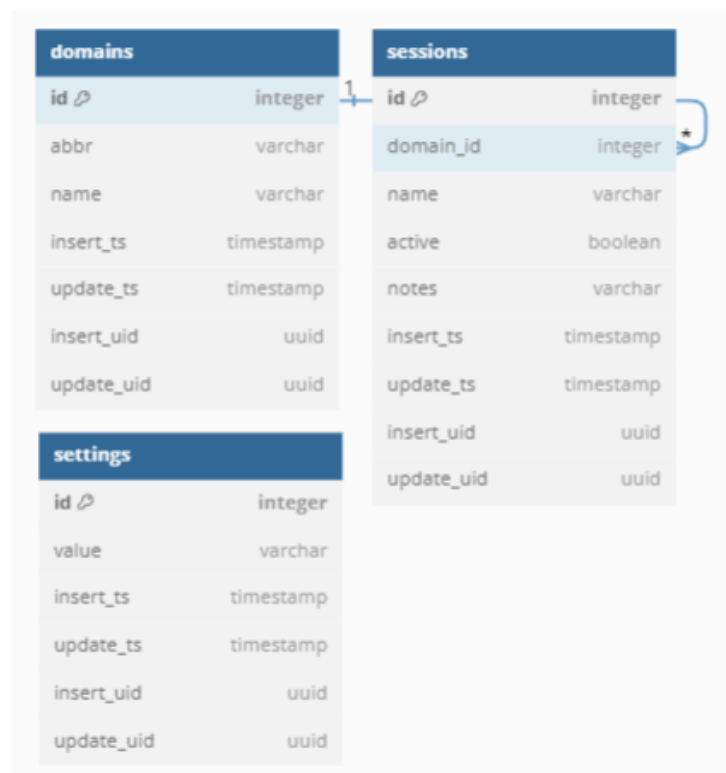 domains
id integer
abbr varchar
name varchar
insert_ts timestamp
update_ts timestamp
insert_uid uuid
update_uid uuid
1
sessions
id integer
domain_id integer
*
name varchar
active boolean
notes varchar
insert_ts timestamp
update_ts timestamp
insert_uid uuid
update_uid uuid
settings
id integer
value varchar
insert_ts timestamp
update_ts timestamp
insert_uid uuid
update_uid uuid